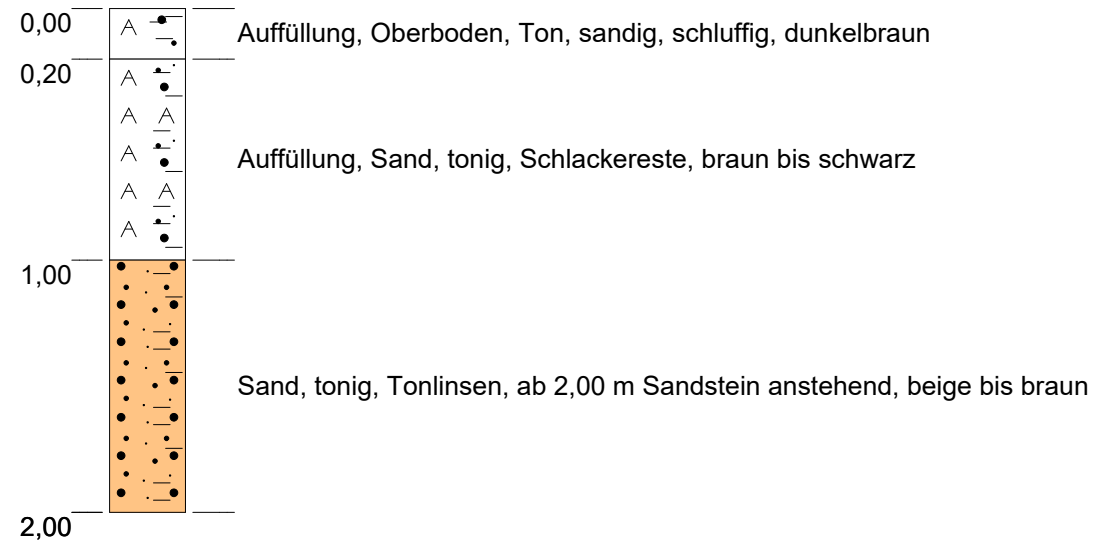 0,00
Auffüllung, Oberboden, Ton, sandig, schluffig, dunkelbraun
0,20
Auffüllung, Sand, tonig, Schlackereste, braun bis schwarz
1,00
Sand, tonig, Tonlinsen, ab 2,00 m Sandstein anstehend, beige bis braun
2,00